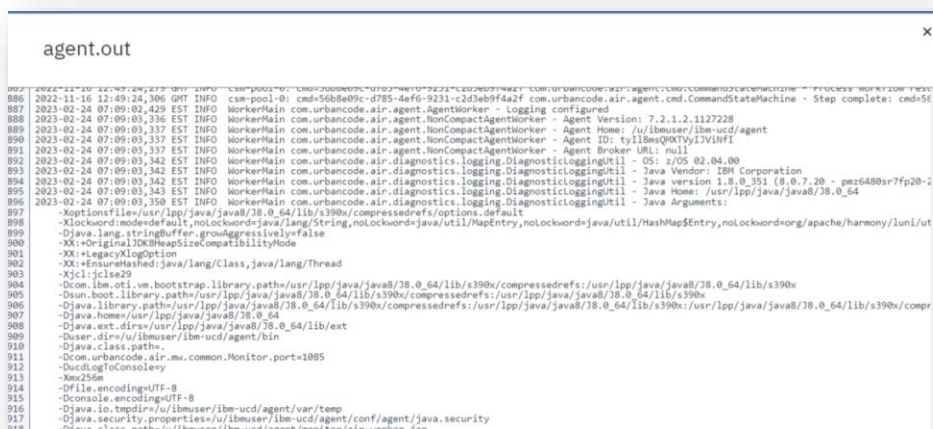 ×
agent.out
886 2022-11-16 12:49:24,306 GMT INFO csm-pool-0: cmd=56b8e09c-d785-4ef6-9231-c2d3eb9f4a2f com.urbancode.air.agent.cmd.CommandStateMachine - Step complete: cmd=56
887 2023-02-24 07:09:02,429 EST INFO WorkerMain com.urbancode.air.agent.AgentWorker - Logging configured
888 2023-02-24 07:09:03,336 EST INFO WorkerMain com.urbancode.air.agent.NonCompactAgentWorker - Agent Version: 7.2.1.2.1127228
889 2023-02-24 07:09:03,337 EST INFO WorkerMain com.urbancode.air.agent.NonCompactAgentWorker - Agent Home: /u/ibmuser/ibm-ucd/agent
890 2023-02-24 07:09:03,337 EST INFO WorkerMain com.urbancode.air.agent.NonCompactAgentWorker - Agent ID:
891 2023-02-24 07:09:03,337 EST INFO WorkerMain com.urbancode.air.agent.NonCompactAgentWorker - Agent Broker URL: null
892 2023-02-24 07:09:03,342 EST INFO WorkerMain com.urbancode.air.diagnostics.logging.DiagnosticLoggingUtil - OS: z/OS 02.04.00
893 2023-02-24 07:09:03,342 EST INFO WorkerMain com.urbancode.air.diagnostics.logging.DiagnosticLoggingUtil - Java Vendor: IBM Corporation
894 2023-02-24 07:09:03,342 EST INFO WorkerMain com.urbancode.air.diagnostics.logging.DiagnosticLoggingUtil - Java version 1.8.0_351 (8.0.7.20 - pmz6480sr7fp20-2
895 2023-02-24 07:09:03,343 EST INFO WorkerMain com.urbancode.air.diagnostics.logging.DiagnosticLoggingUtil - Java Home: /usr/lpp/java/java8/J8.0_64
896 2023-02-24 07:09:03,350 EST INFO WorkerMain com.urbancode.air.diagnostics.logging.DiagnosticLoggingUtil - Java Arguments:
897 -Xoptionsfile=/usr/lpp/java/java8/J8.0_64/lib/s390x/compressedrefs/options.default
898 -Xlockword:mode=default,noLockword=java/lang/String,noLockword=java/util/MapEntry,noLockword=java/util/HashMap$Entry,noLockword=org/apache/harmony/luni/ut
899 -Djava.lang.stringBuffer.growAggressively=false
900 -XX:+OriginalJDK8HeapSizeCompatibilityMode
901 -XX:+LegacyXlogOption
902 -XX:+EnsureHashed:java/lang/Class,java/lang/Thread
903 -Xjcl:jclse29
904 -Dcom.ibm.oti.vm.bootstrap.library.path=/usr/lpp/java/java8/J8.0_64/lib/s390x/compressedrefs:/usr/lpp/java/java8/J8.0_64/lib/s390x
905 -Dsun.boot.library.path=/usr/lpp/java/java8/J8.0_64/lib/s390x/compressedrefs:/usr/lpp/java/java8/J8.0_64/lib/s390x
906 -Djava.library.path=/usr/lpp/java/java8/J8.0_64/lib/s390x/compressedrefs:/usr/lpp/java/java8/J8.0_64/lib/s390x:/usr/lpp/java/java8/J8.0_64/lib/s390x/compr
907 -Djava.home=/usr/lpp/java/java8/J8.0_64
908 -Djava.ext.dirs=/usr/lpp/java/java8/J8.0_64/lib/ext
909 -Duser.dir=/u/ibmuser/ibm-ucd/agent/bin
910 -Djava.class.path=.
911 -Dcom.urbancode.air.mw.common.Monitor.port=1085
912 -DucdLogToConsole=y
913 -Xmx256m
914 -Dfile.encoding=UTF-8
915 -Dconsole.encoding=UTF-8
916 -Djava.io.tmpdir=/u/ibmuser/ibm-ucd/agent/var/temp
917 -Djava.security.properties=/u/ibmuser/ibm-ucd/agent/conf/agent/java.security